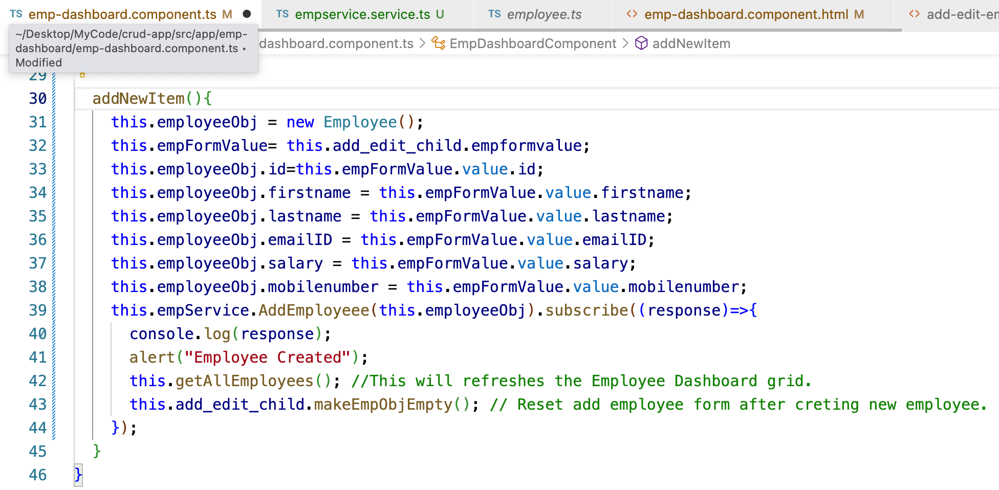 TS emp-dashboard.component.ts M ● TS empservice.service.ts U TS employee.ts <> emp-dashboard.component.html M <> add-edit-em
~/Desktop/MyCode/crud-app/src/app/emp-
dashboard/emp-dashboard.component.ts •
Modified
dashboard.component.ts > EmpDashboardComponent > addNewItem
29
30 addNewItem(){
31 this.employeeObj = new Employee();
32 this.empFormValue= this.add_edit_child.empformvalue;
33 this.employeeObj.id=this.empFormValue.value.id;
34 this.employeeObj.firstname = this.empFormValue.value.firstname;
35 this.employeeObj.lastname = this.empFormValue.value.lastname;
36 this.employeeObj.emailID = this.empFormValue.value.emailID;
37 this.employeeObj.salary = this.empFormValue.value.salary;
38 this.employeeObj.mobilenumber = this.empFormValue.value.mobilenumber;
39 this.empService.AddEmployeee(this.employeeObj).subscribe((response)=>{
40 console.log(response);
41 alert("Employee Created");
42 this.getAllEmployees(); //This will refreshes the Employee Dashboard grid.
43 this.add_edit_child.makeEmpObjEmpty(); // Reset add employee form after creting new employee.
44 });
45 }
46 }